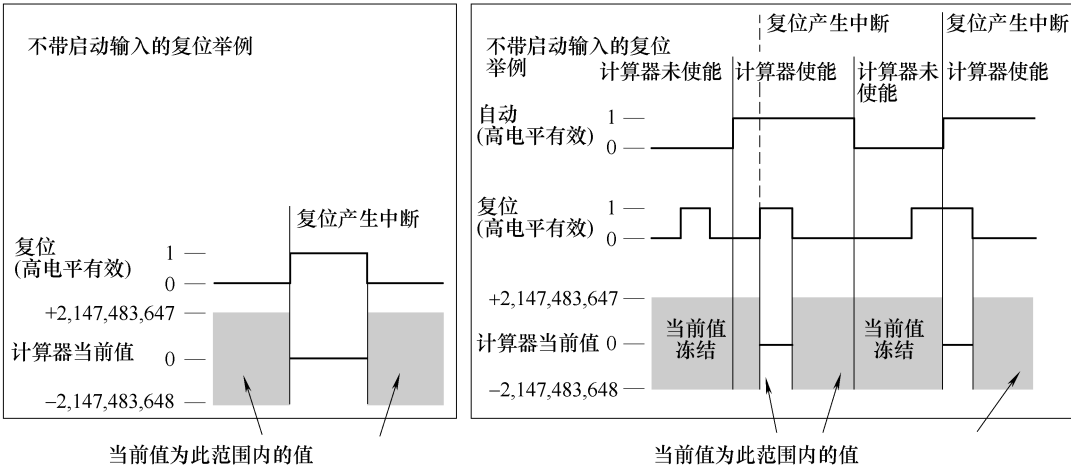 不带启动输入的复位举例
复位产生中断
复位
(高电平有效)
1
0
+2,147,483,647
计算器当前值
0
−2,147,483,648
当前值为此范围内的值
复位产生中断
复位产生中断
不带启动输入的复位
举例
计算器未使能
计算器使能
计算器未
使能
计算器使能
自动
(高电平有效)
1
0
复位
(高电平有效)
1
0
+2,147,483,647
当前值
冻结
当前值
冻结
计算器当前值 0
−2,147,483,648
当前值为此范围内的值